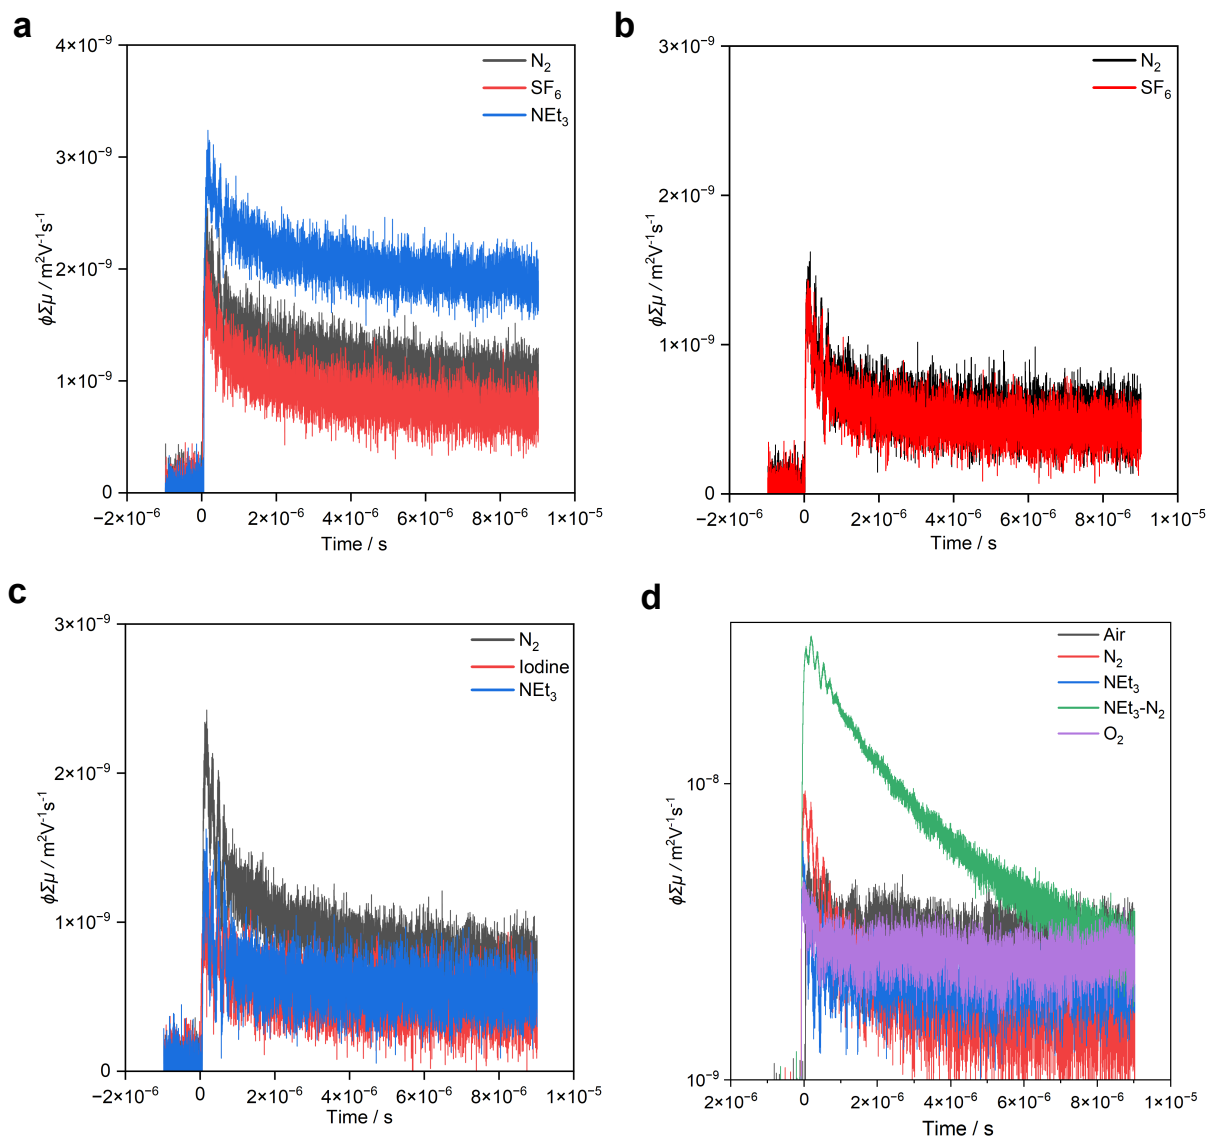 a
4×10⁻⁹
3×10⁻⁹
2×10⁻⁹
1×10⁻⁹
0
ϕΣμ / m²V⁻¹s⁻¹
N₂
SF₆
NEt₃
−2×10⁻⁶ 0 2×10⁻⁶ 4×10⁻⁶ 6×10⁻⁶ 8×10⁻⁶ 1×10⁻⁵
Time / s
b
3×10⁻⁹
2×10⁻⁹
1×10⁻⁹
0
ϕΣμ / m²V⁻¹s⁻¹
N₂
SF₆
−2×10⁻⁶ 0 2×10⁻⁶ 4×10⁻⁶ 6×10⁻⁶ 8×10⁻⁶ 1×10⁻⁵
Time / s
c
3×10⁻⁹
2×10⁻⁹
1×10⁻⁹
0
ϕΣμ / m²V⁻¹s⁻¹
N₂
Iodine
NEt₃
−2×10⁻⁶ 0 2×10⁻⁶ 4×10⁻⁶ 6×10⁻⁶ 8×10⁻⁶ 1×10⁻⁵
Time / s
d
10⁻⁸
10⁻⁹
ϕΣμ / m²V⁻¹s⁻¹
Air
N₂
NEt₃
NEt₃-N₂
O₂
2×10⁻⁶ 0 2×10⁻⁶ 4×10⁻⁶ 6×10⁻⁶ 8×10⁻⁶ 1×10⁻⁵
Time / s